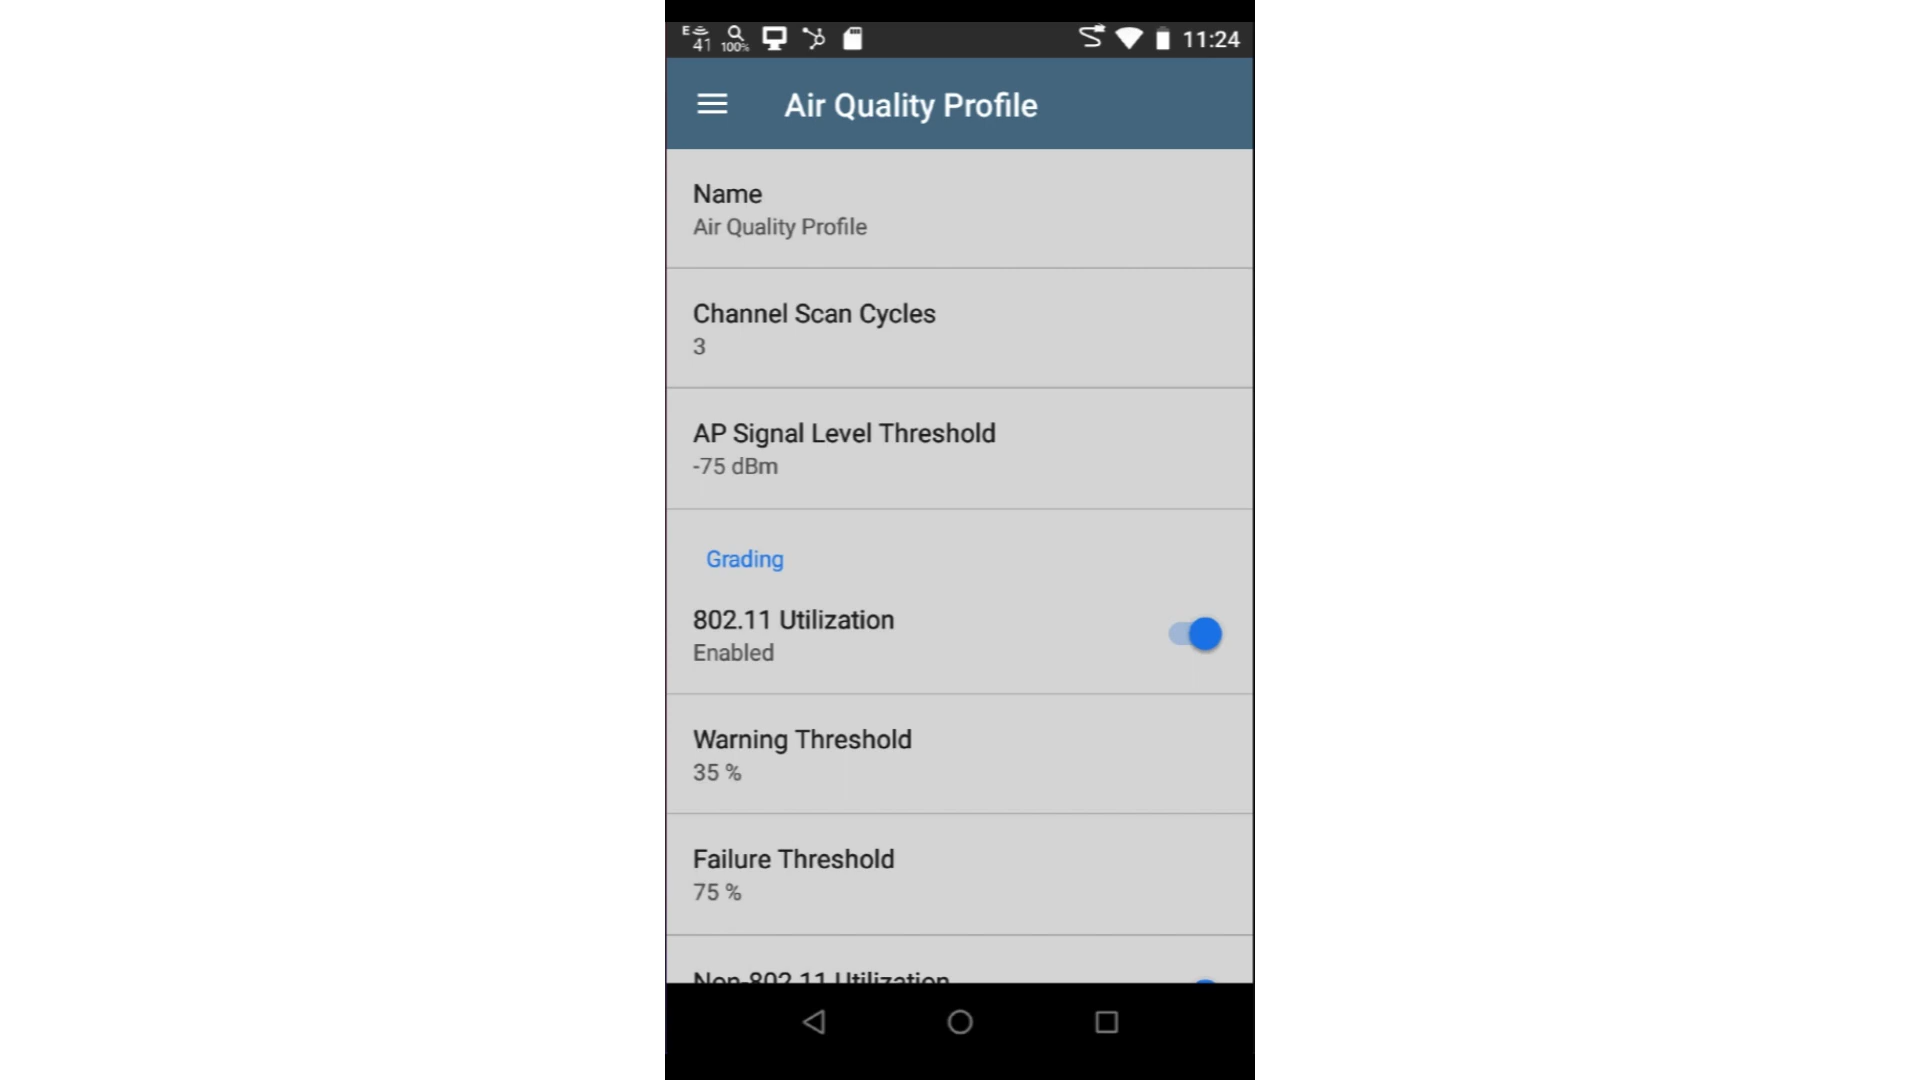 E
41
100%
11:24
Air Quality Profile
Name
Air Quality Profile
Channel Scan Cycles
3
AP Signal Level Threshold
-75 dBm
Grading
802.11 Utilization
Enabled
Warning Threshold
35 %
Failure Threshold
75 %
Non-802.11 Utilization